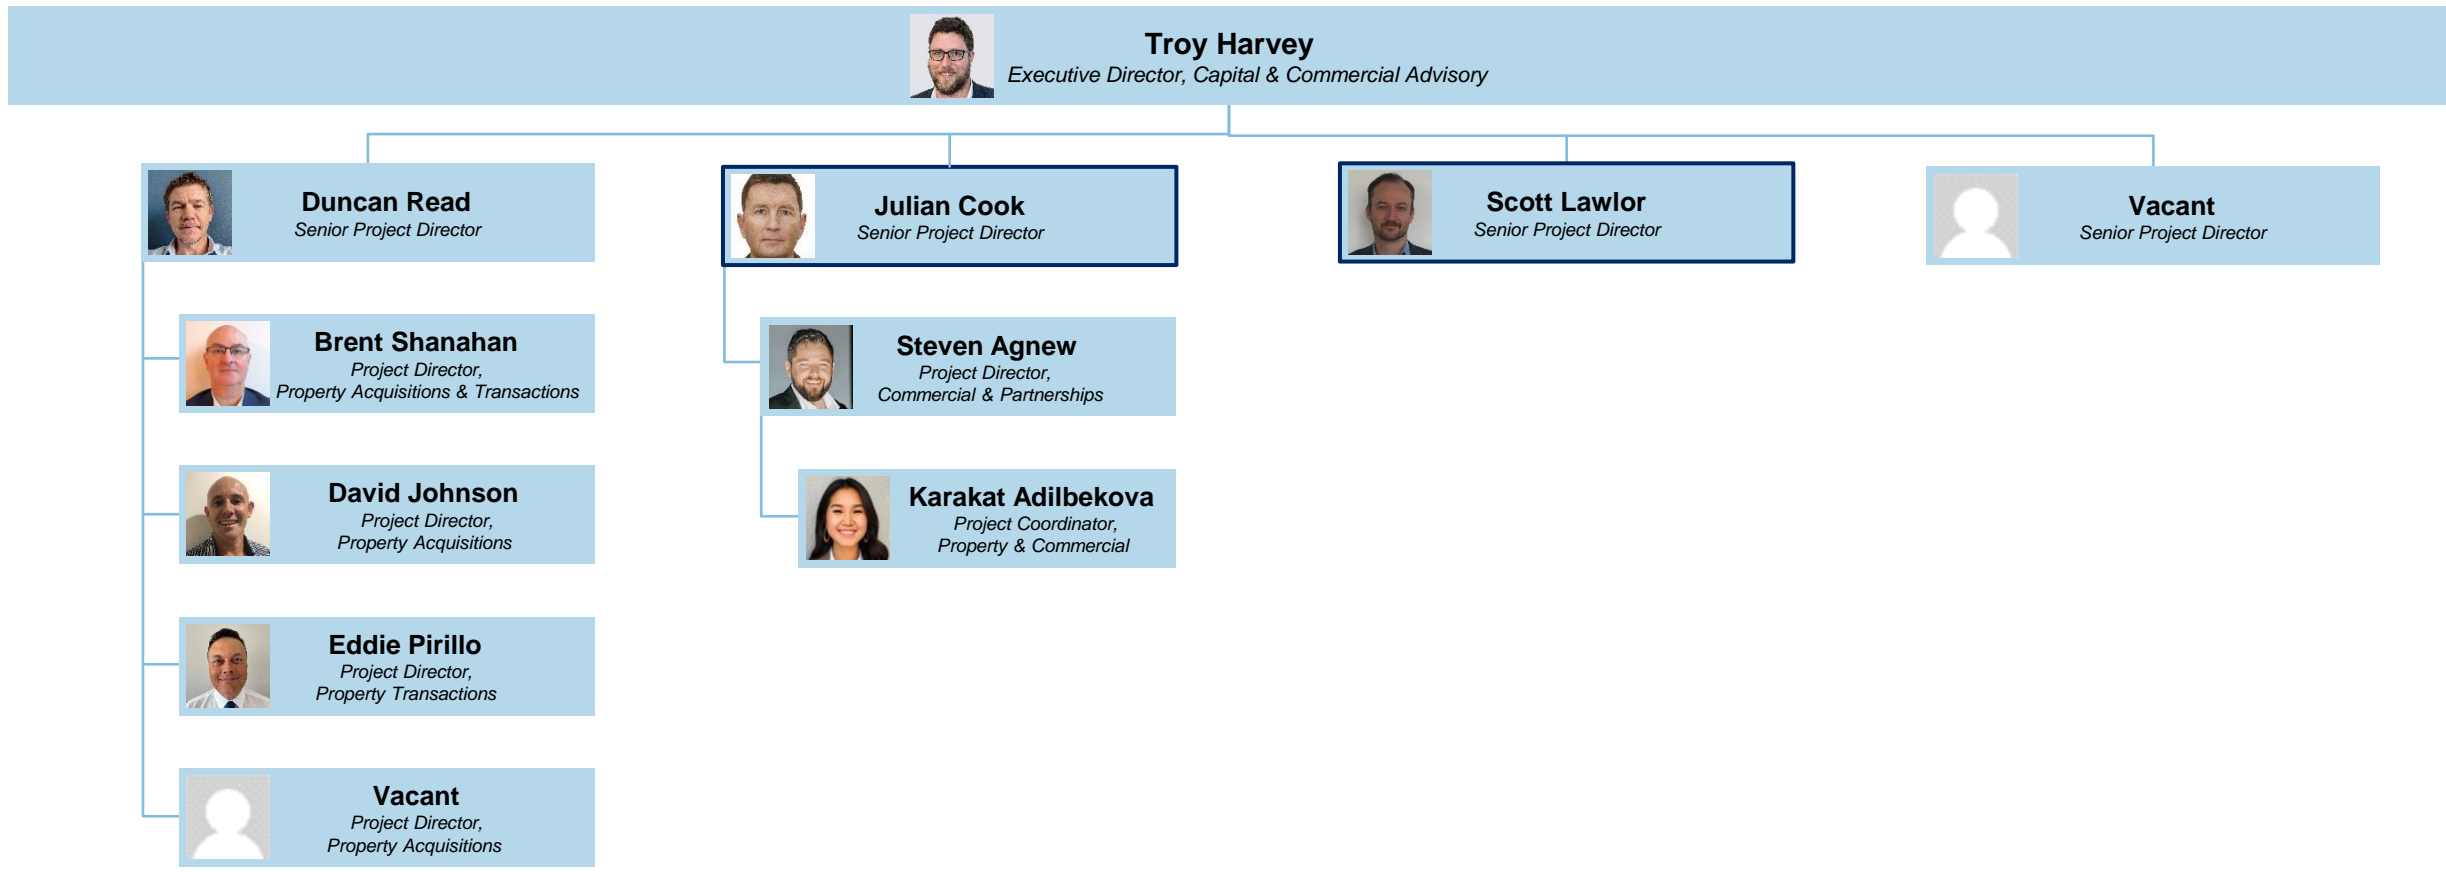 Troy Harvey
Executive Director, Capital & Commercial Advisory
Duncan Read
Senior Project Director
Julian Cook
Senior Project Director
Scott Lawlor
Senior Project Director
Vacant
Senior Project Director
Brent Shanahan
Project Director,
Property Acquisitions & Transactions
David Johnson
Project Director,
Property Acquisitions
Eddie Pirillo
Project Director,
Property Transactions
Vacant
Project Director,
Property Acquisitions
Steven Agnew
Project Director,
Commercial & Partnerships
Karakat Adilbekova
Project Coordinator,
Property & Commercial